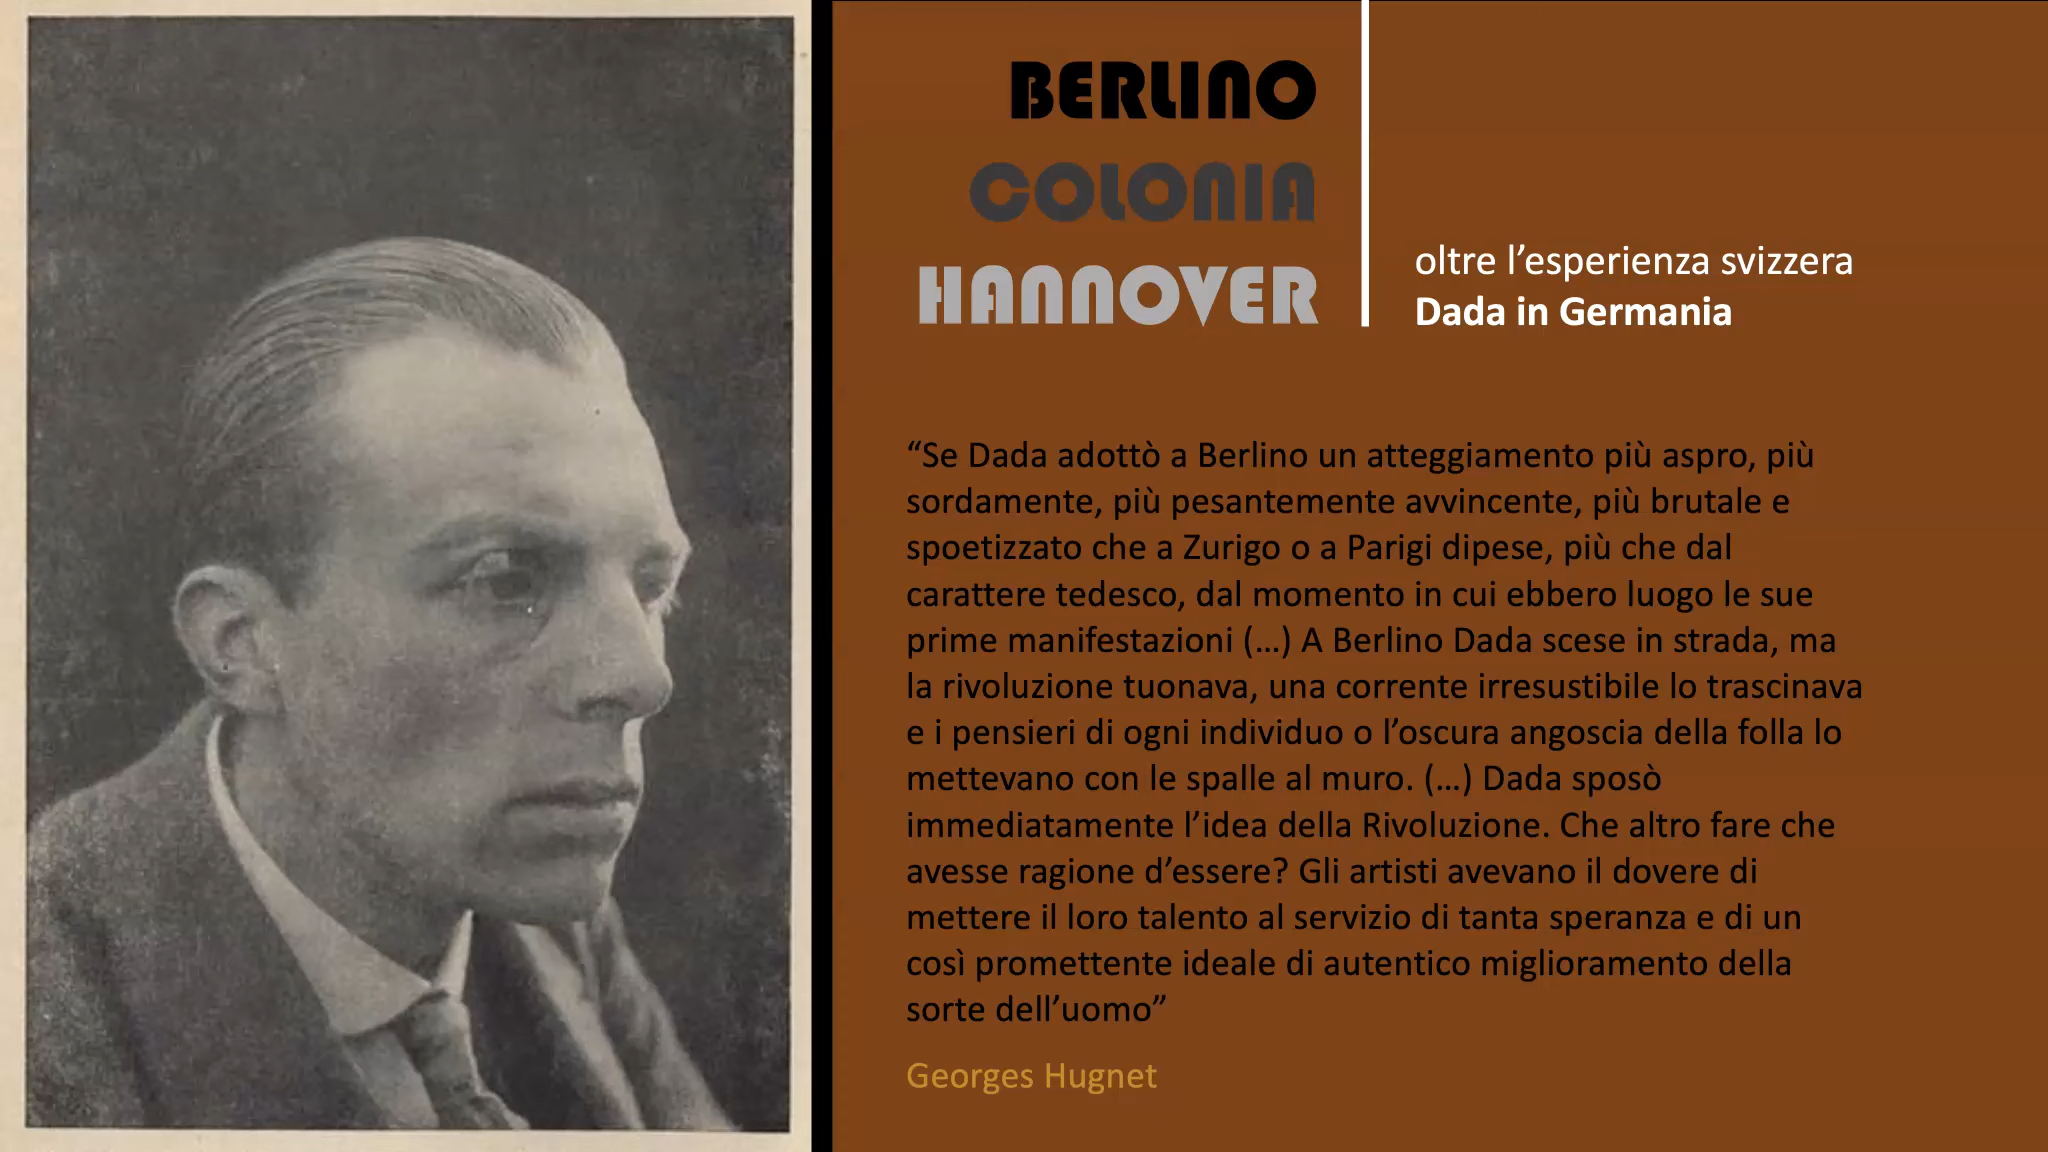 BERLINO
COLONIA
HANNOVER
oltre l’esperienza svizzera
Dada in Germania
“Se Dada adottò a Berlino un atteggiamento più aspro, più
sordamente, più pesantemente avvincente, più brutale e
spoetizzato che a Zurigo o a Parigi dipese, più che dal
carattere tedesco, dal momento in cui ebbero luogo le sue
prime manifestazioni (…) A Berlino Dada scese in strada, ma
la rivoluzione tuonava, una corrente irresustibile lo trascinava
e i pensieri di ogni individuo o l’oscura angoscia della folla lo
mettevano con le spalle al muro. (…) Dada sposò
immediatamente l’idea della Rivoluzione. Che altro fare che
avesse ragione d’essere? Gli artisti avevano il dovere di
mettere il loro talento al servizio di tanta speranza e di un
così promettente ideale di autentico miglioramento della
sorte dell’uomo”
Georges Hugnet